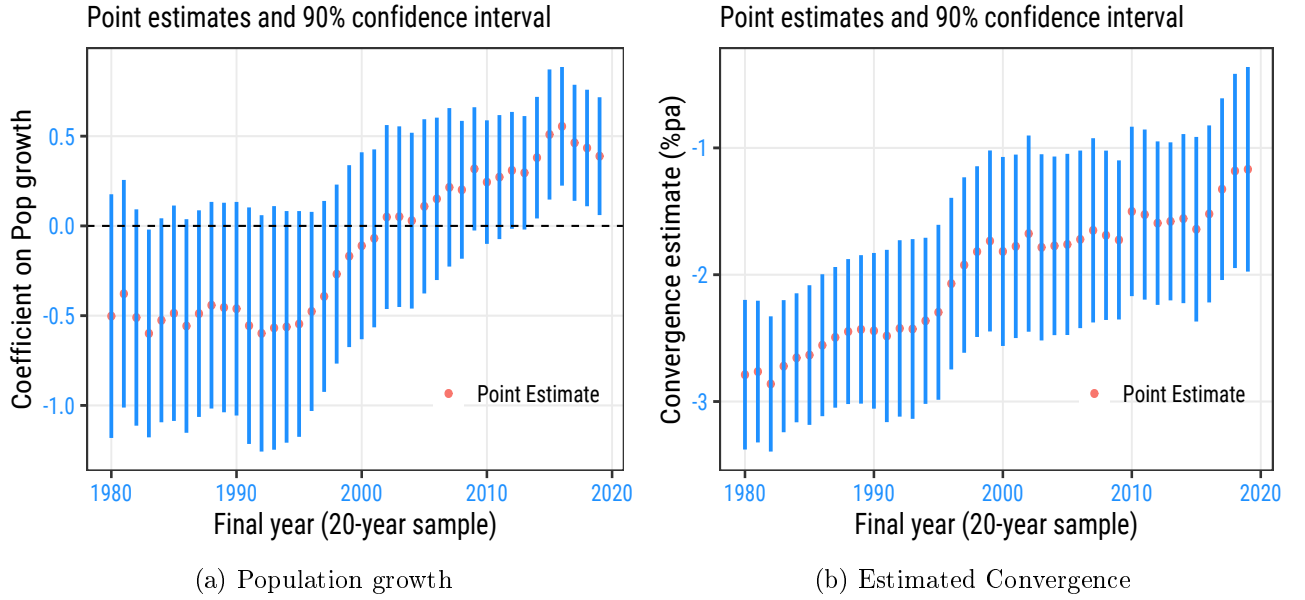 Point estimates and 90% confidence interval
Coefficient on Pop growth
0.5
0.0
-0.5
-1.0
Point Estimate
1980 1990 2000 2010 2020
Final year (20-year sample)
(a) Population growth
Point estimates and 90% confidence interval
Convergence estimate (%pa)
-1
-2
-3
Point Estimate
1980 1990 2000 2010 2020
Final year (20-year sample)
(b) Estimated Convergence